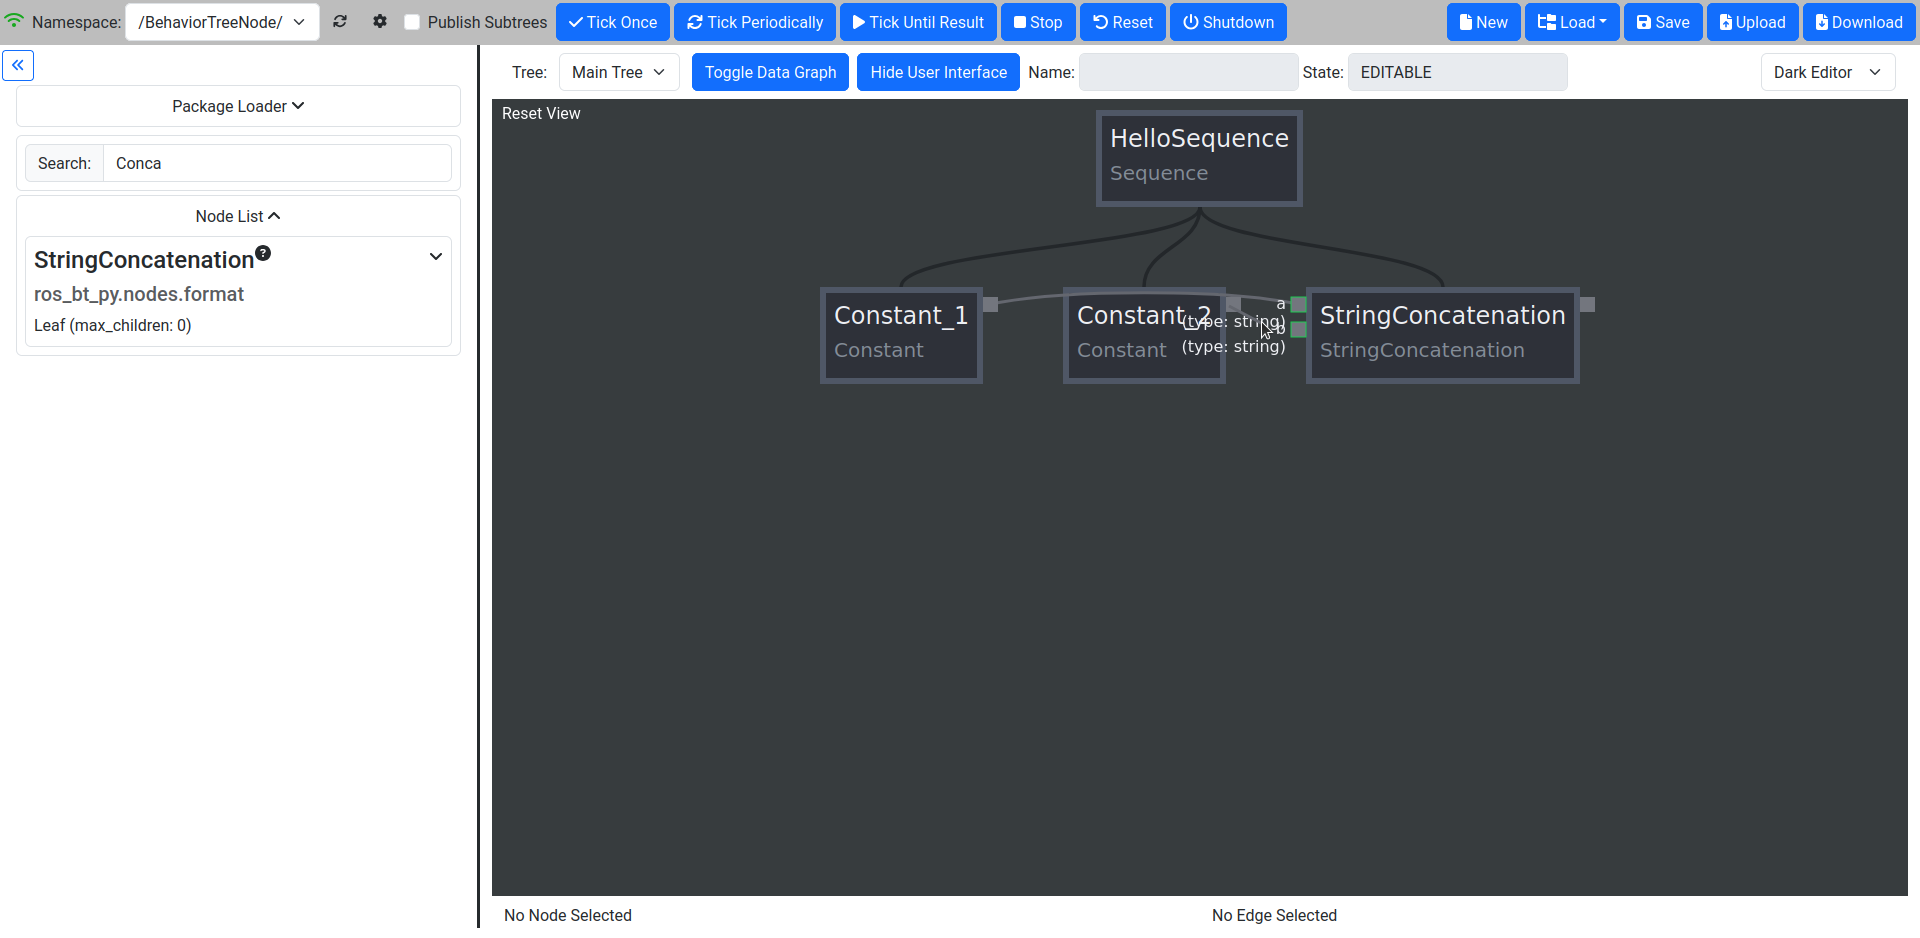 Namespace: /BehaviorTreeNode/ Publish Subtrees Tick Once Tick Periodically Tick Until Result Stop Reset Shutdown New Load Save Upload Download
Package Loader
Search: Conca
Node List
StringConcatenation ?
ros_bt_py.nodes.format
Leaf (max_children: 0)
Tree: Main Tree Toggle Data Graph Hide User Interface Name: State: EDITABLE Dark Editor
Reset View
HelloSequence
Sequence
Constant_1
Constant
Constant_2
Constant
a
(type: string)
b
(type: string)
StringConcatenation
StringConcatenation
No Node Selected
No Edge Selected